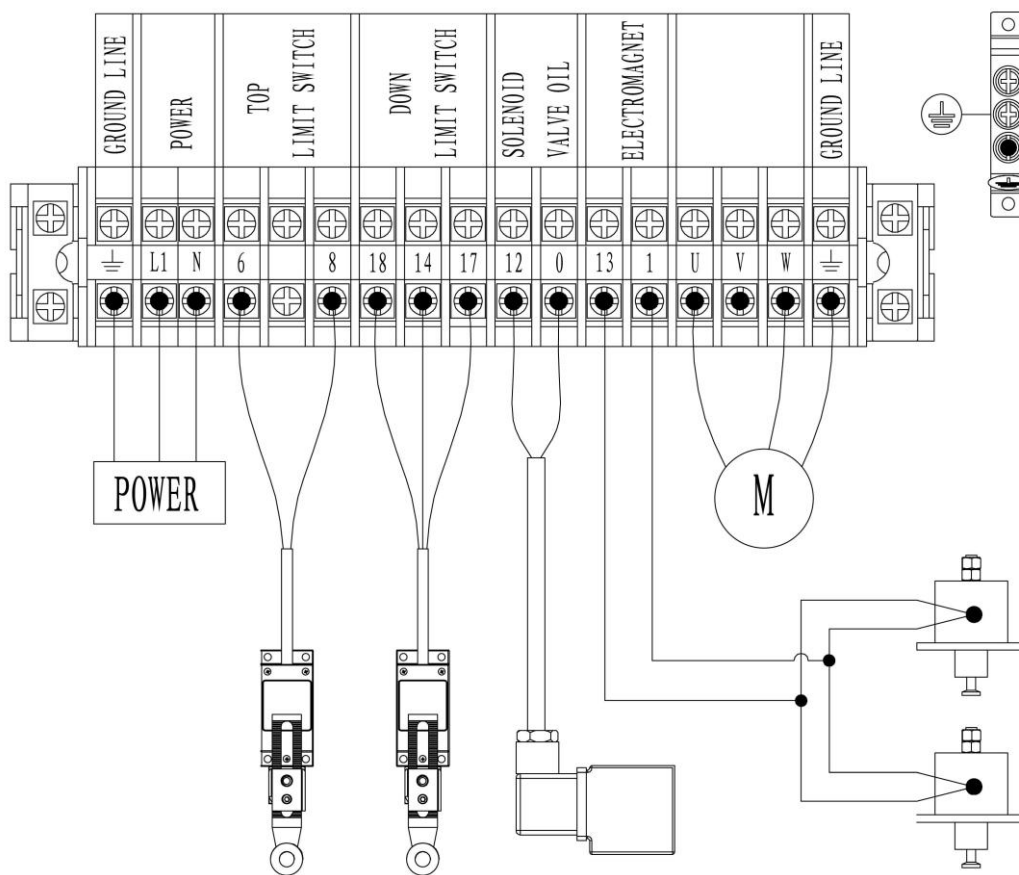 GROUND LINE
POWER
TOP
LIMIT SWITCH
DOWN
LIMIT SWITCH
SOLENOID
VALVE OIL
ELECTROMAGNET
GROUND LINE
L1 N 6 8 18 14 17 12 0 13 1 U V W
POWER
M